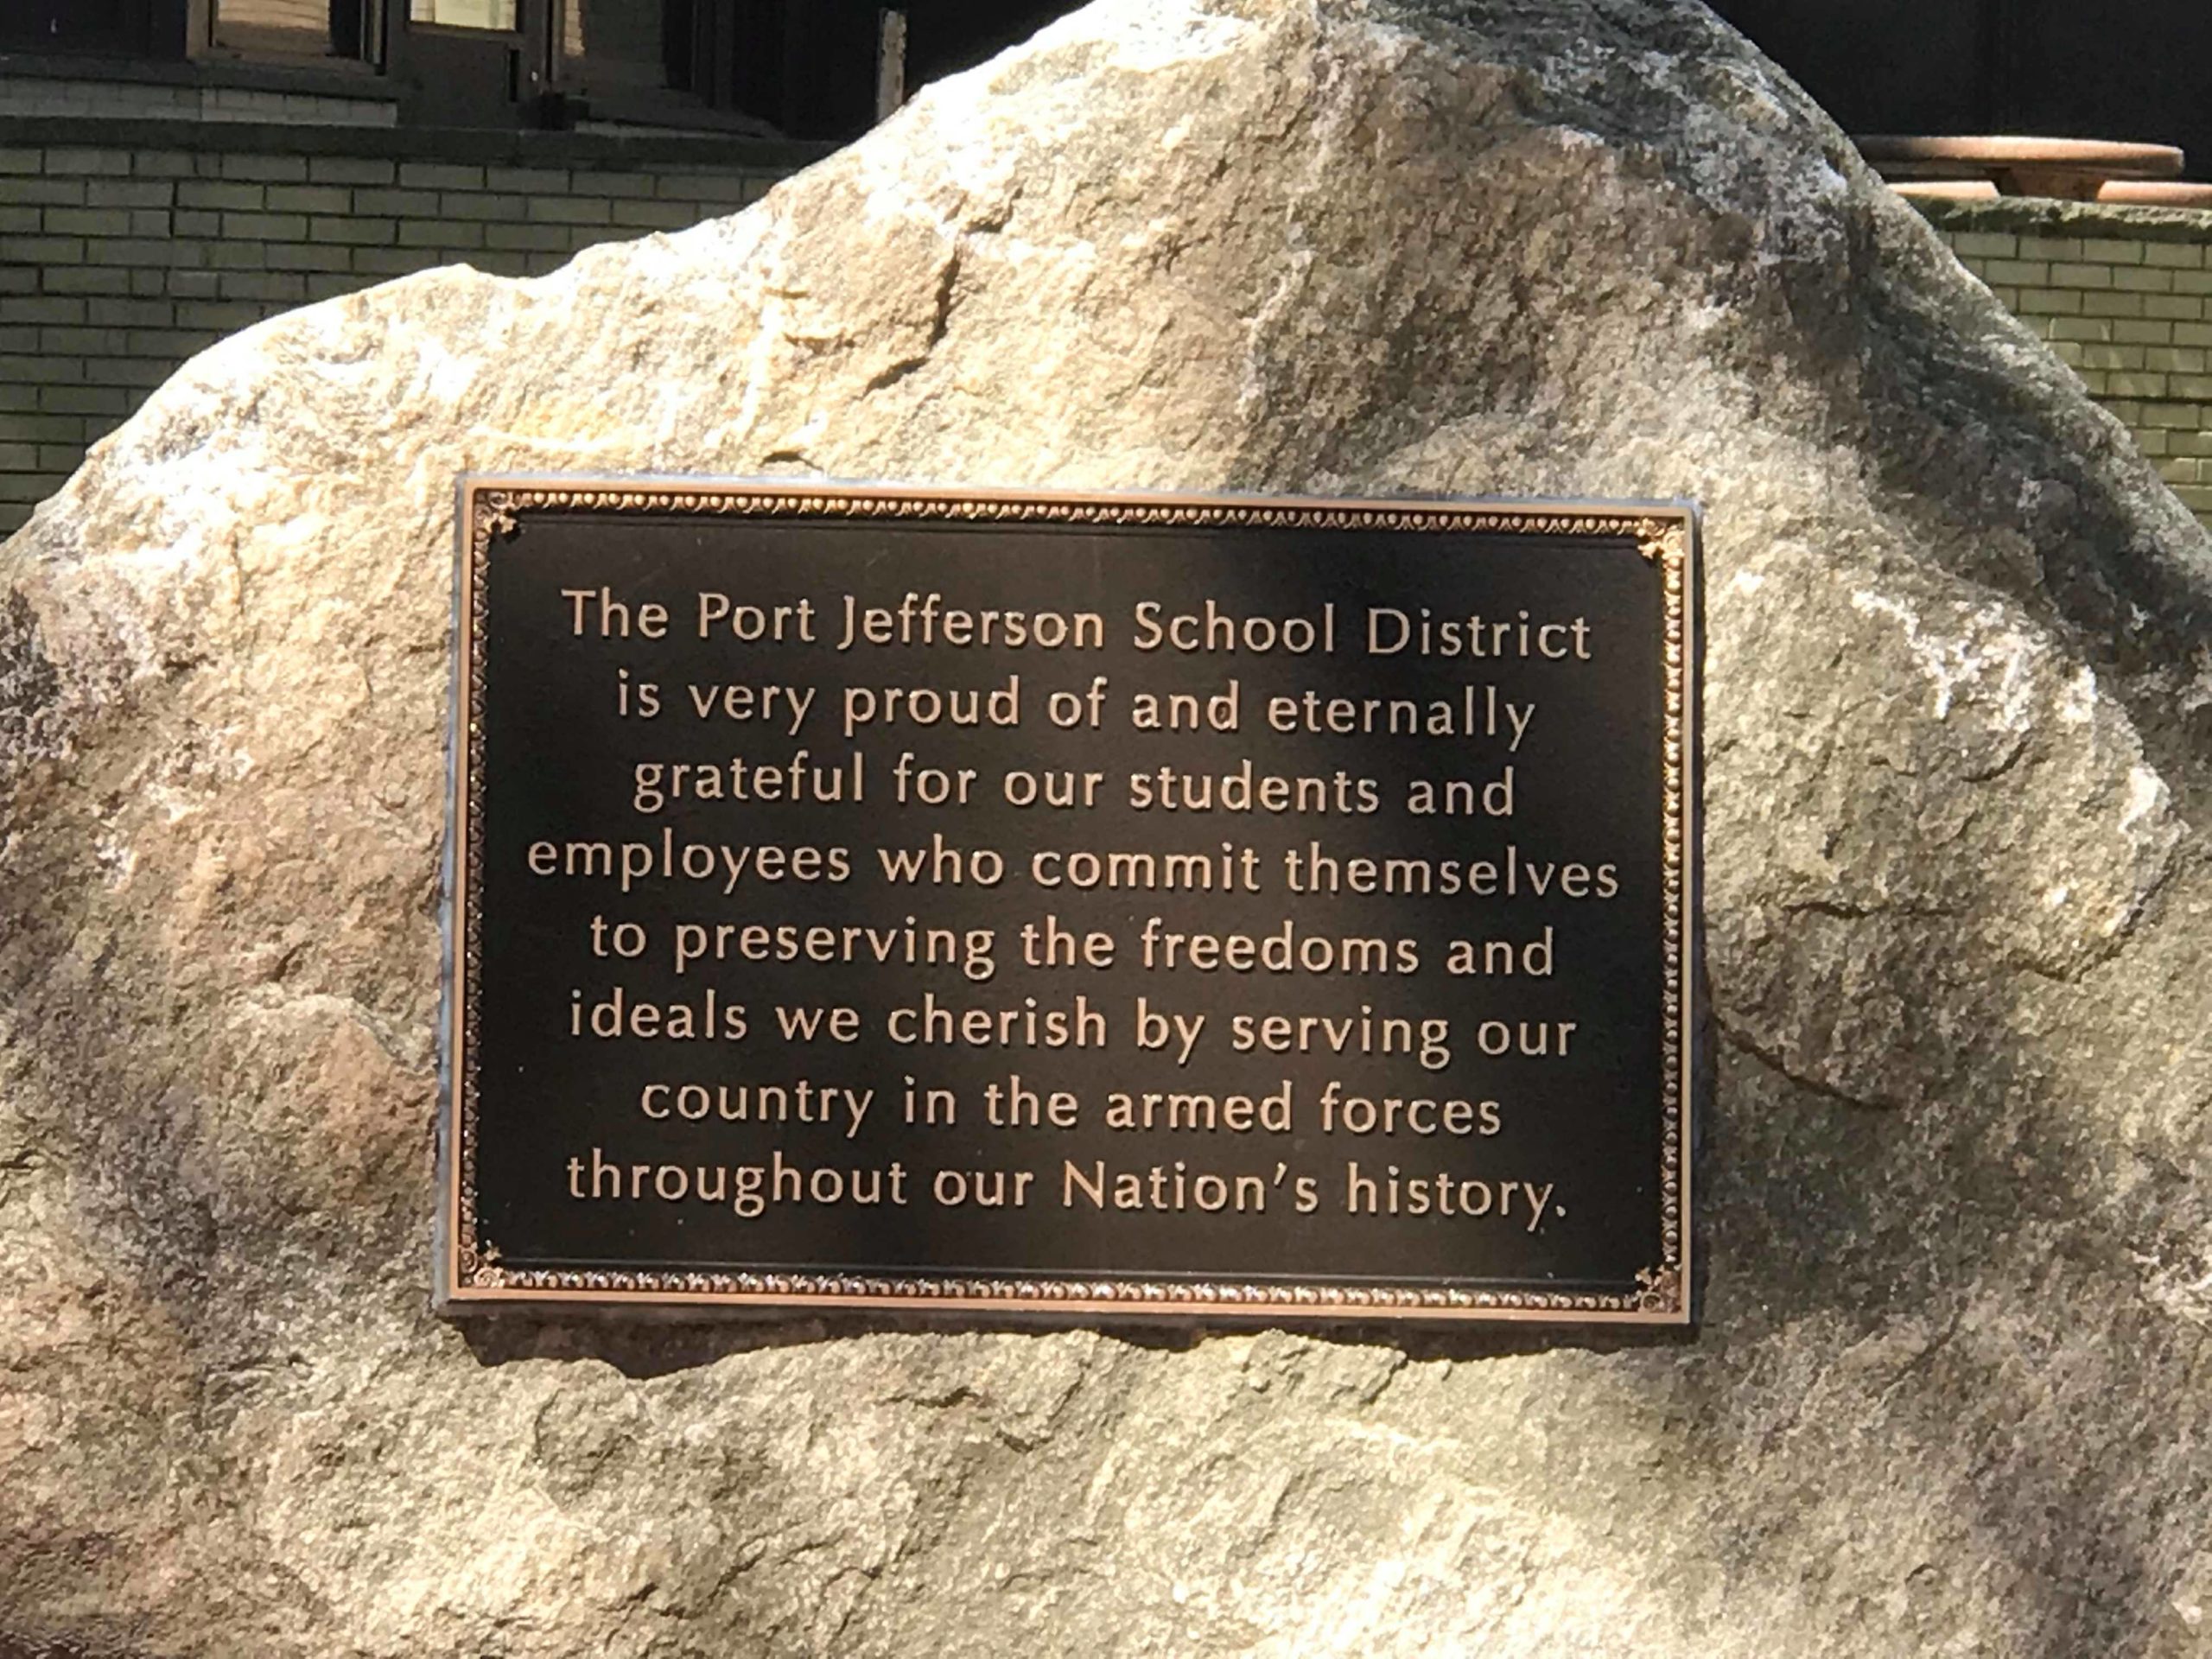 The Port Jefferson School District
is very proud of and eternally
grateful for our students and
employees who commit themselves
to preserving the freedoms and
ideals we cherish by serving our
country in the armed forces
throughout our Nation's history.